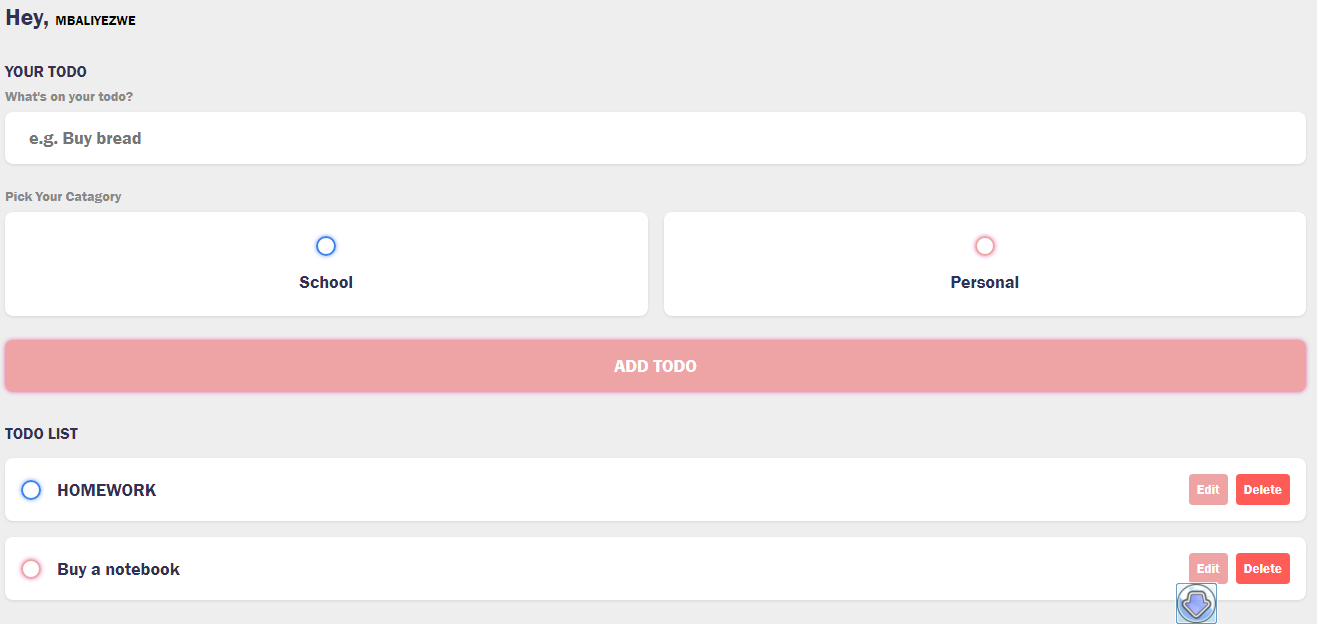 Hey, MBALIYEZWE
YOUR TODO
What's on your todo?
e.g. Buy bread
Pick Your Catagory
School
Personal
ADD TODO
TODO LIST
HOMEWORK
Edit
Delete
Buy a notebook
Edit
Delete